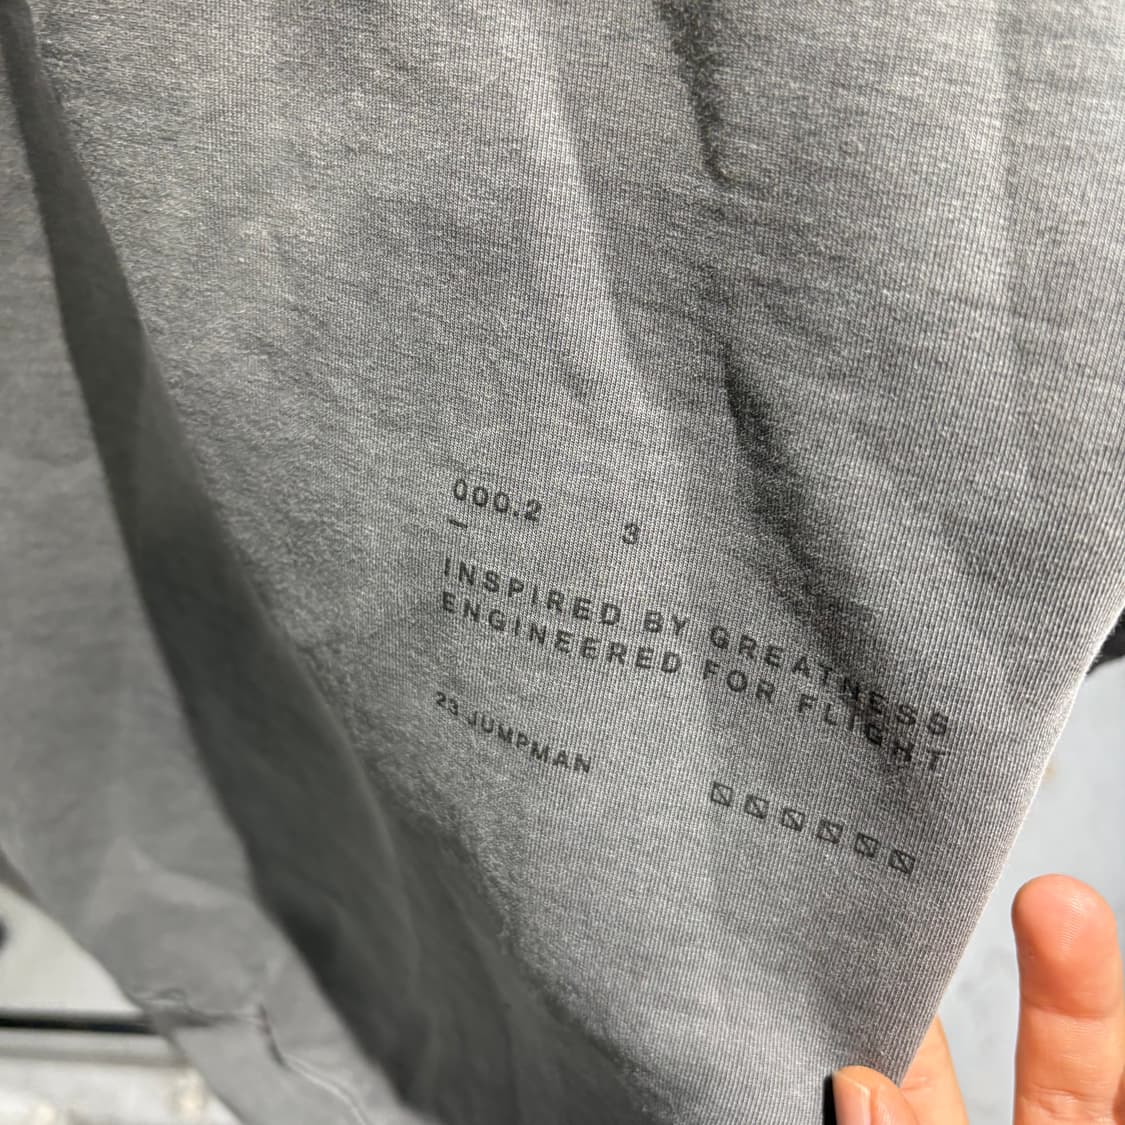 000.2 3
–
INSPIRED BY GREATNESS
ENGINEERED FOR FLIGHT
23 JUMPMAN